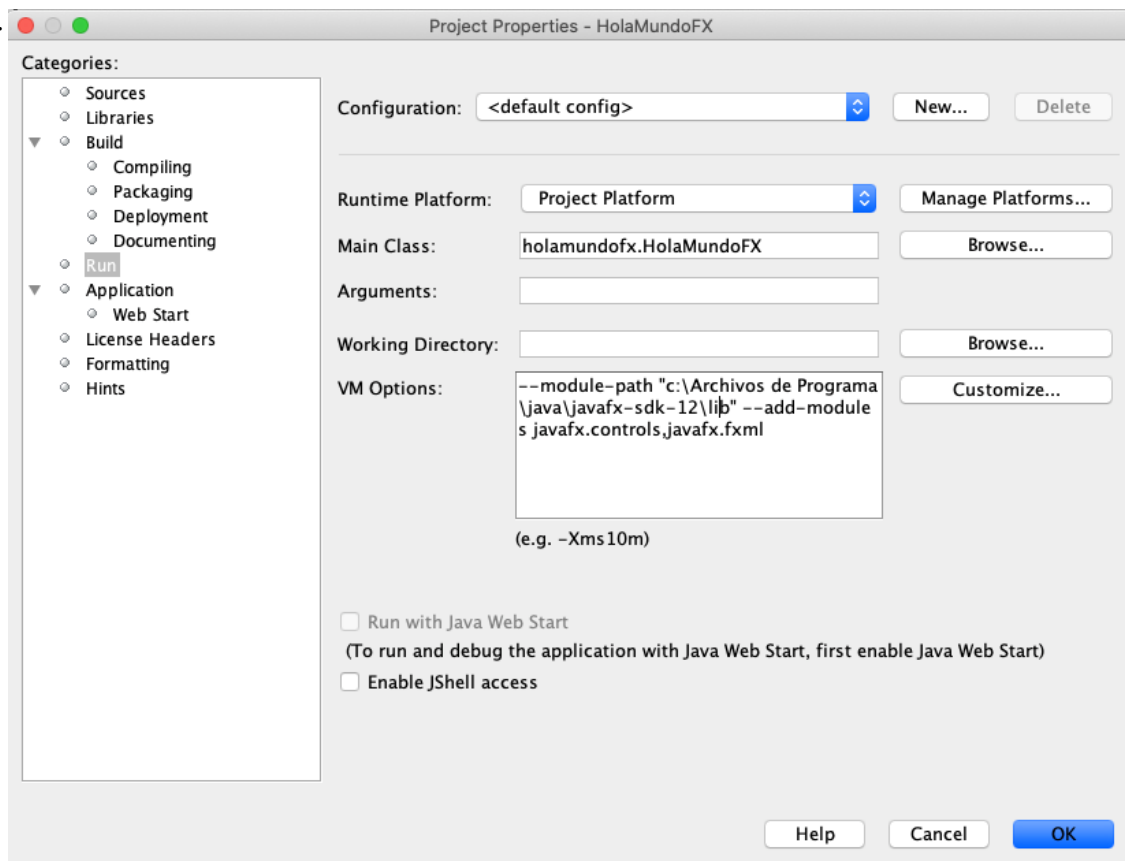 Project Properties - HolaMundoFX
Categories:
Sources
Libraries
Build
Compiling
Packaging
Deployment
Documenting
Run
Application
Web Start
License Headers
Formatting
Hints
Configuration: <default config> New... Delete
Runtime Platform: Project Platform Manage Platforms...
Main Class: holamundofx.HolaMundoFX Browse...
Arguments:
Working Directory: Browse...
VM Options: --module-path "c:\Archivos de Programa Customize...
\java\javafx-sdk-12\lib" --add-module
s javafx.controls,javafx.fxml
(e.g. -Xms10m)
Run with Java Web Start
(To run and debug the application with Java Web Start, first enable Java Web Start)
Enable JShell access
Help Cancel OK